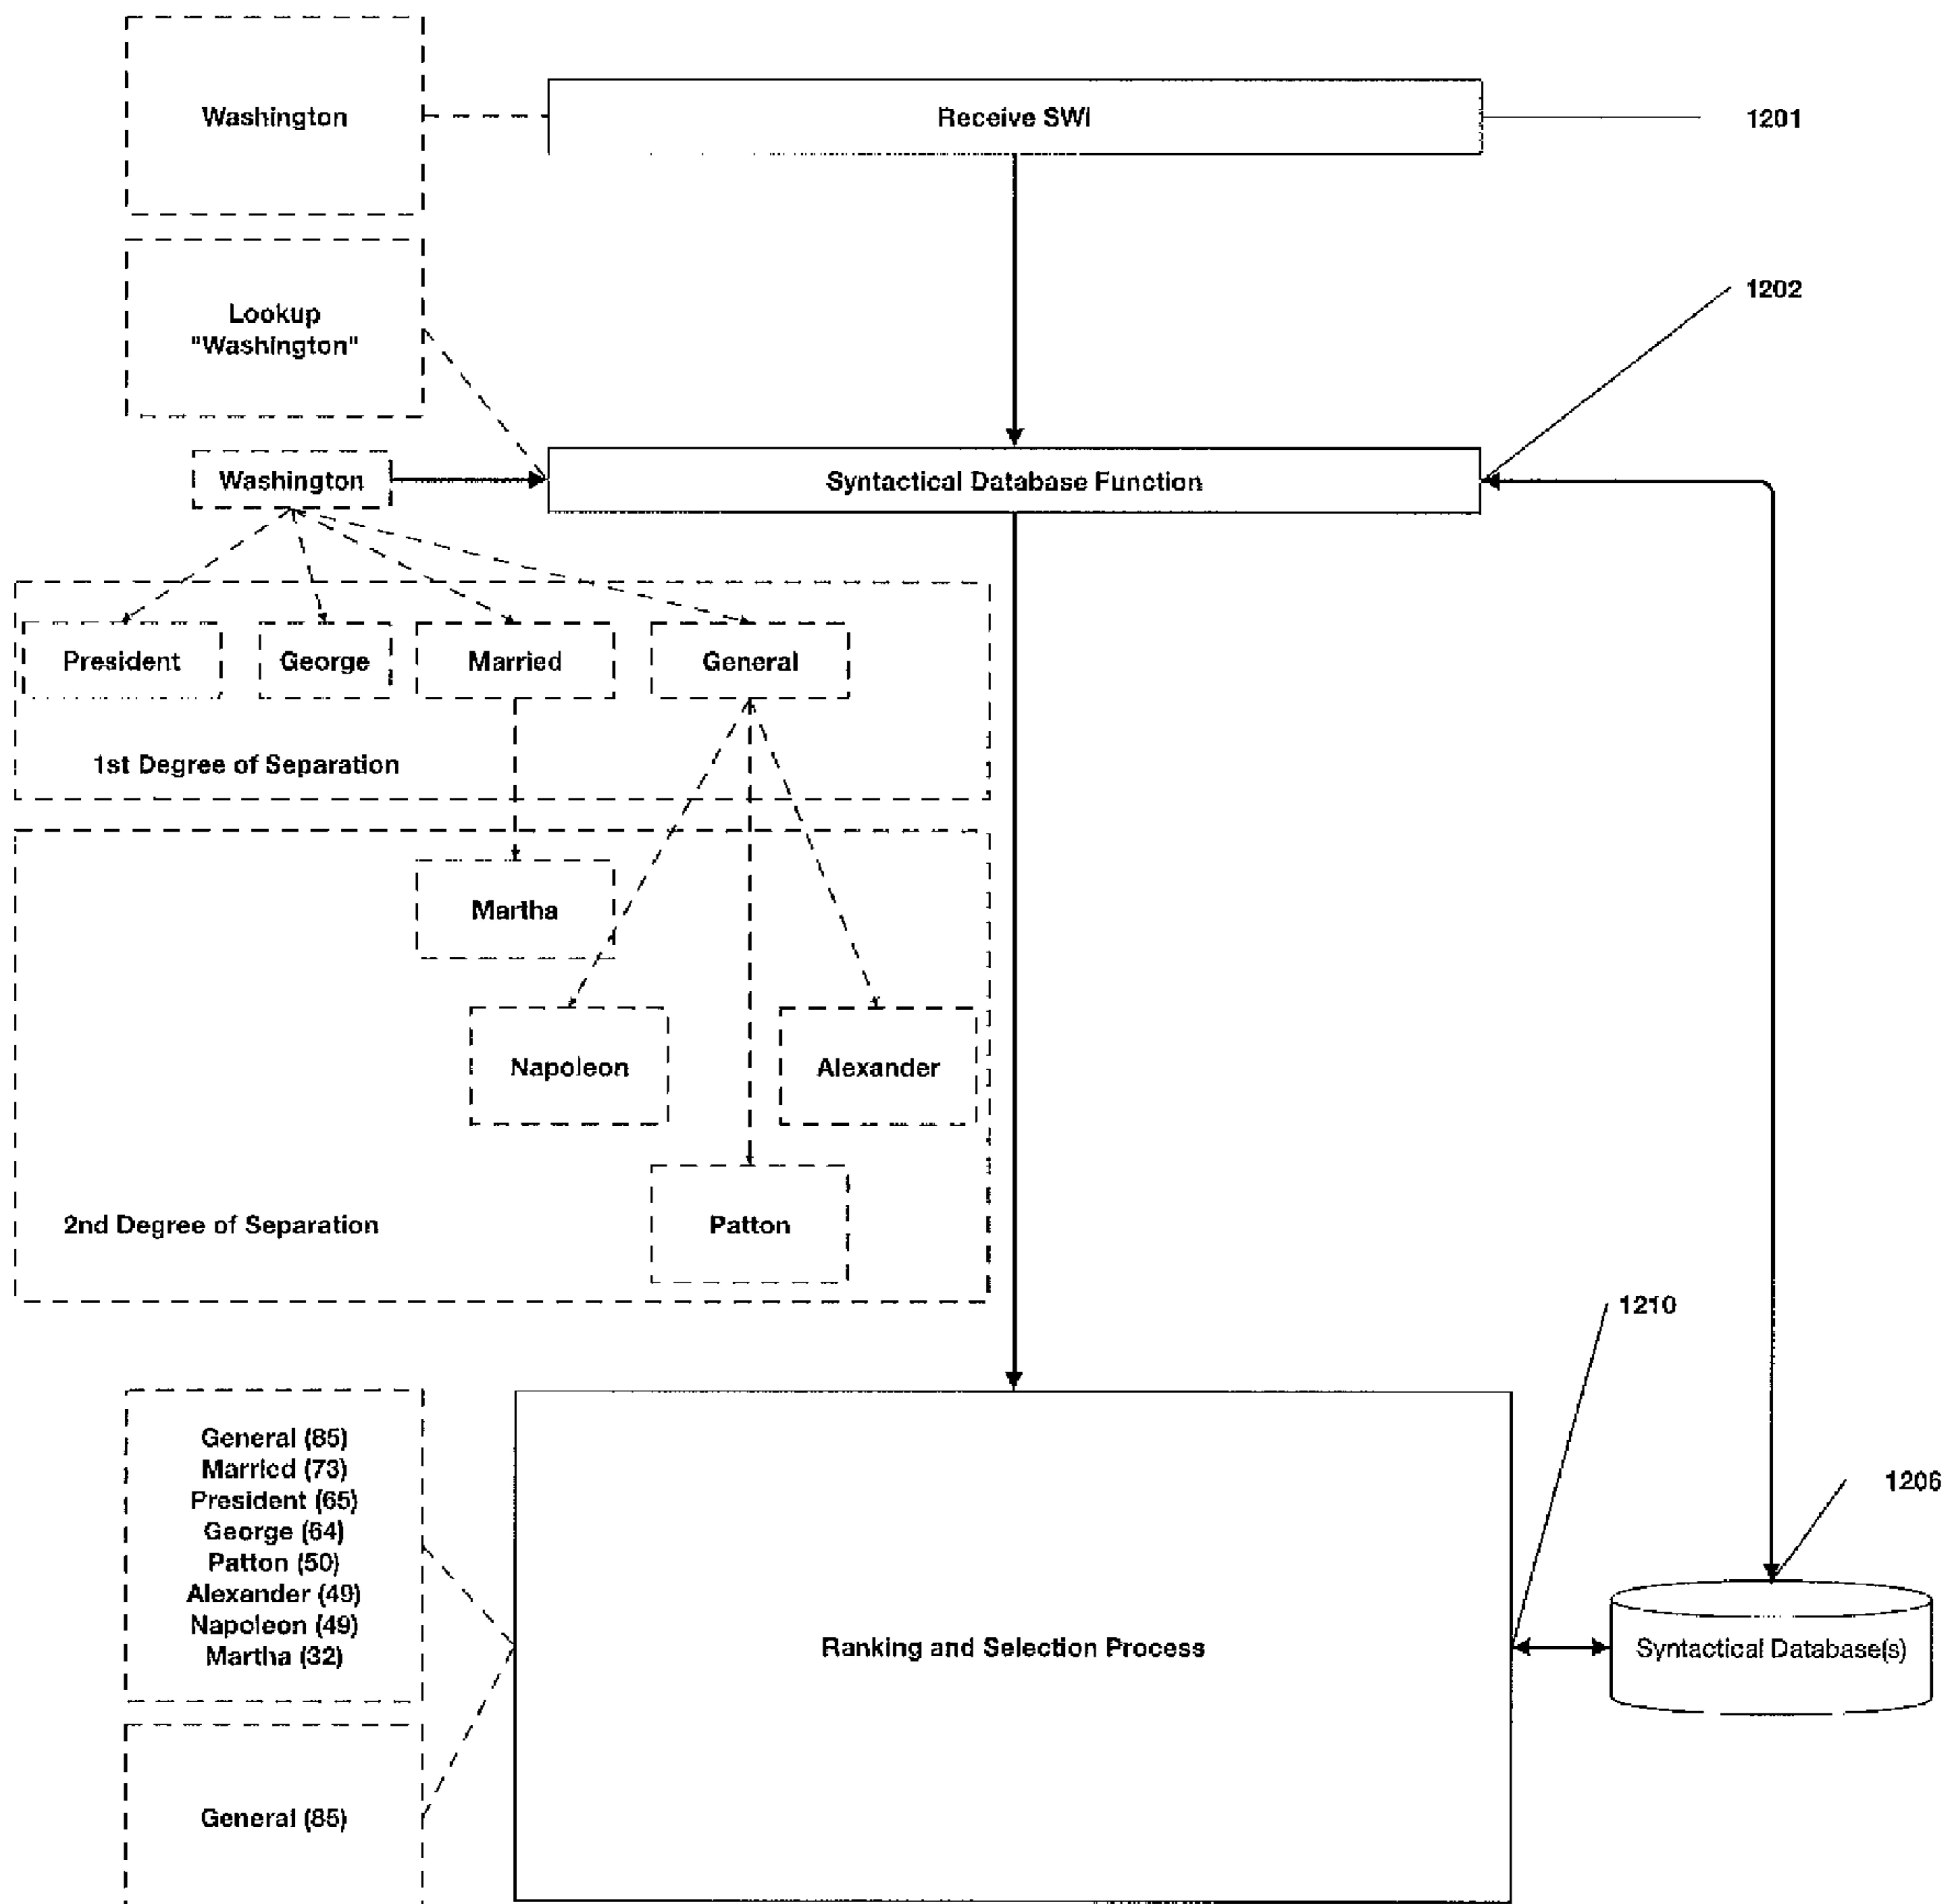 Washington
Receive SWI
1201
Lookup
"Washington"
1202
Washington
Syntactical Database Function
President
George
Married
General
1st Degree of Separation
Martha
Napoleon
Alexander
2nd Degree of Separation
Patton
1210
General (85)
Married (73)
President (65)
George (64)
Patton (50)
Alexander (49)
Napoleon (49)
Martha (32)
1206
Ranking and Selection Process
Syntactical Database(s)
General (85)